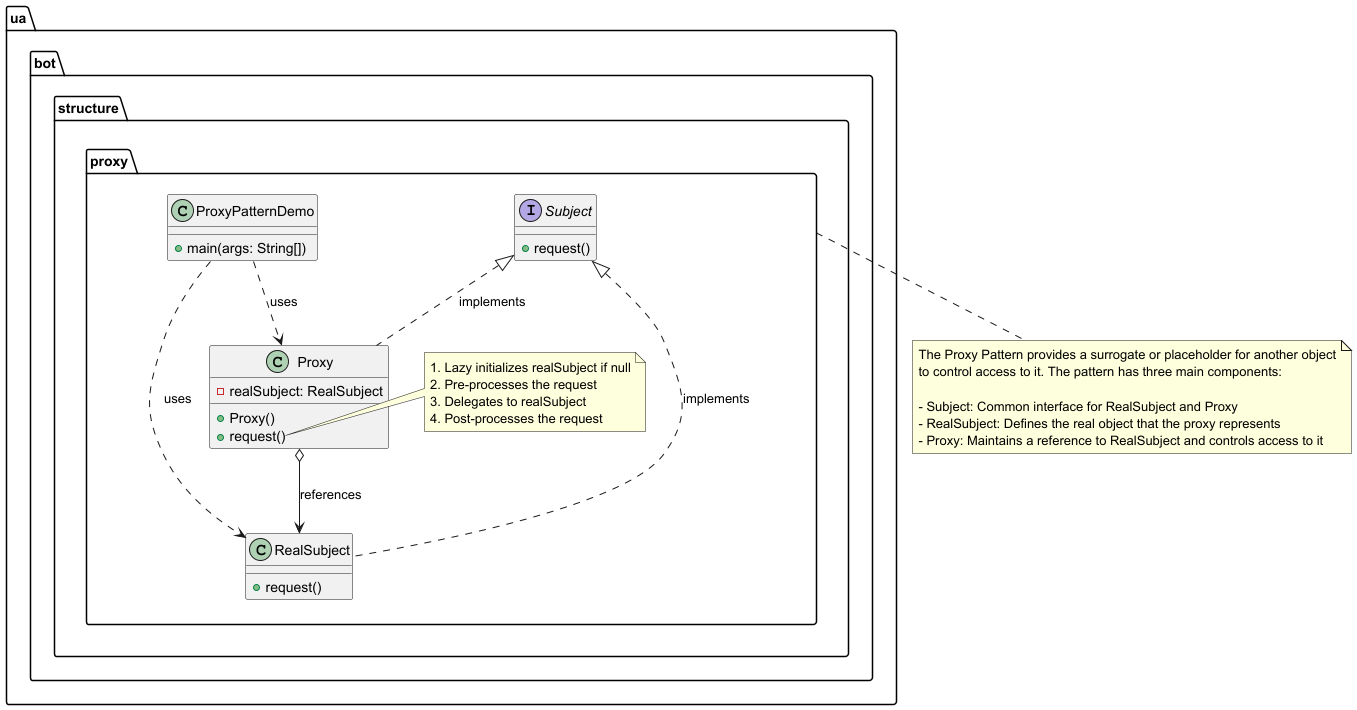 ua
bot
structure
proxy
C ProxyPatternDemo
main(args: String[])
I Subject
request()
uses
implements
C Proxy
realSubject: RealSubject
Proxy()
request()
1. Lazy initializes realSubject if null
2. Pre-processes the request
3. Delegates to realSubject
4. Post-processes the request
uses
implements
references
C RealSubject
request()
The Proxy Pattern provides a surrogate or placeholder for another object
to control access to it. The pattern has three main components:
- Subject: Common interface for RealSubject and Proxy
- RealSubject: Defines the real object that the proxy represents
- Proxy: Maintains a reference to RealSubject and controls access to it